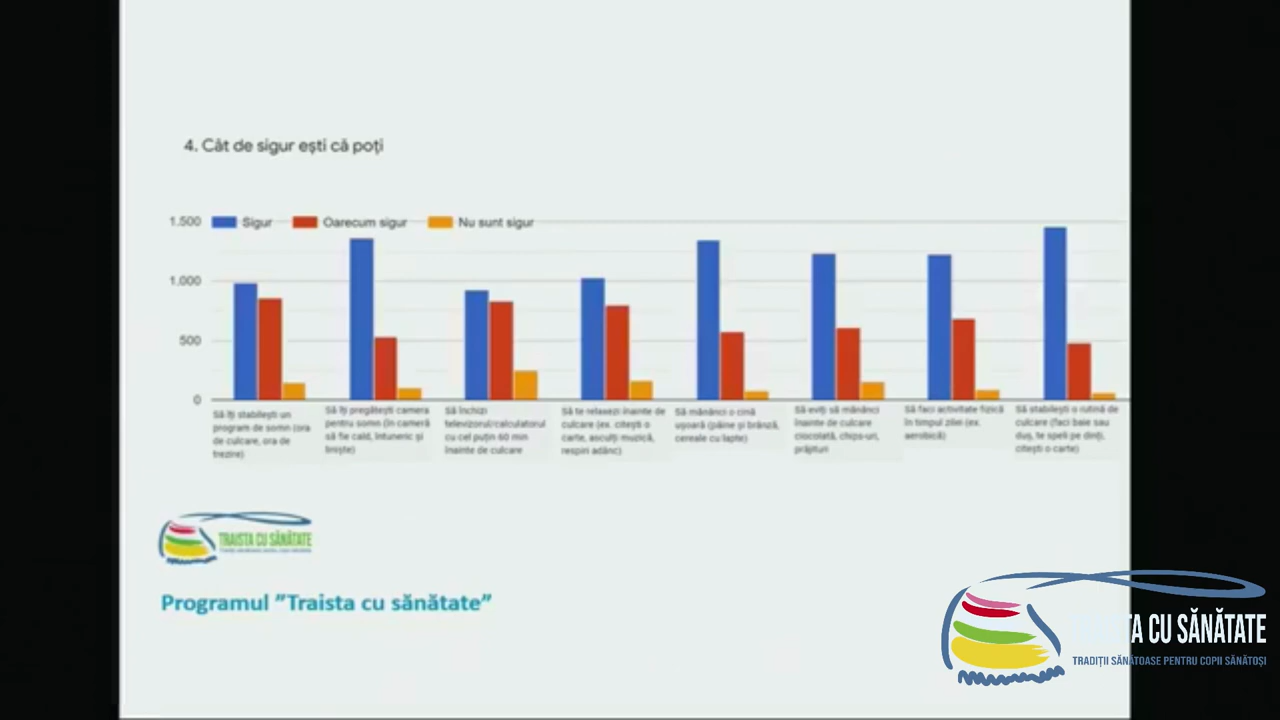 4. Cât de sigur ești că poți
1.500
Sigur
Oarecum sigur
Nu sunt sigur
1.000
500
0
Să îți stabilești un
program de somn (ora
de culcare, ora de
trezire)
Să îți pregătești camera
pentru somn (în cameră
să fie cald, întuneric și
liniște)
Să închizi
televizorul/calculatorul
cu cel puțin 60 min
înainte de culcare
Să te relaxezi înainte de
culcare (ex. citești o
carte, asculți muzică,
respiri adânc)
Să mănânci o cină
ușoară (pâine și brânză,
cereale cu lapte)
Să eviți să mănânci
înainte de culcare
ciocolată, chips-uri,
prăjituri
Să faci activitate fizică
în timpul zilei (ex.
aerobică)
Să stabilești o rutină de
culcare (faci baie sau
duș, te speli pe dinți,
citești o carte)
TRAISTA CU SĂNĂTATE
Programul ”Traista cu sănătate”
TRAISTA CU SĂNĂTATE
TRADIȚII SĂNĂTOASE PENTRU COPII SĂNĂTOȘI